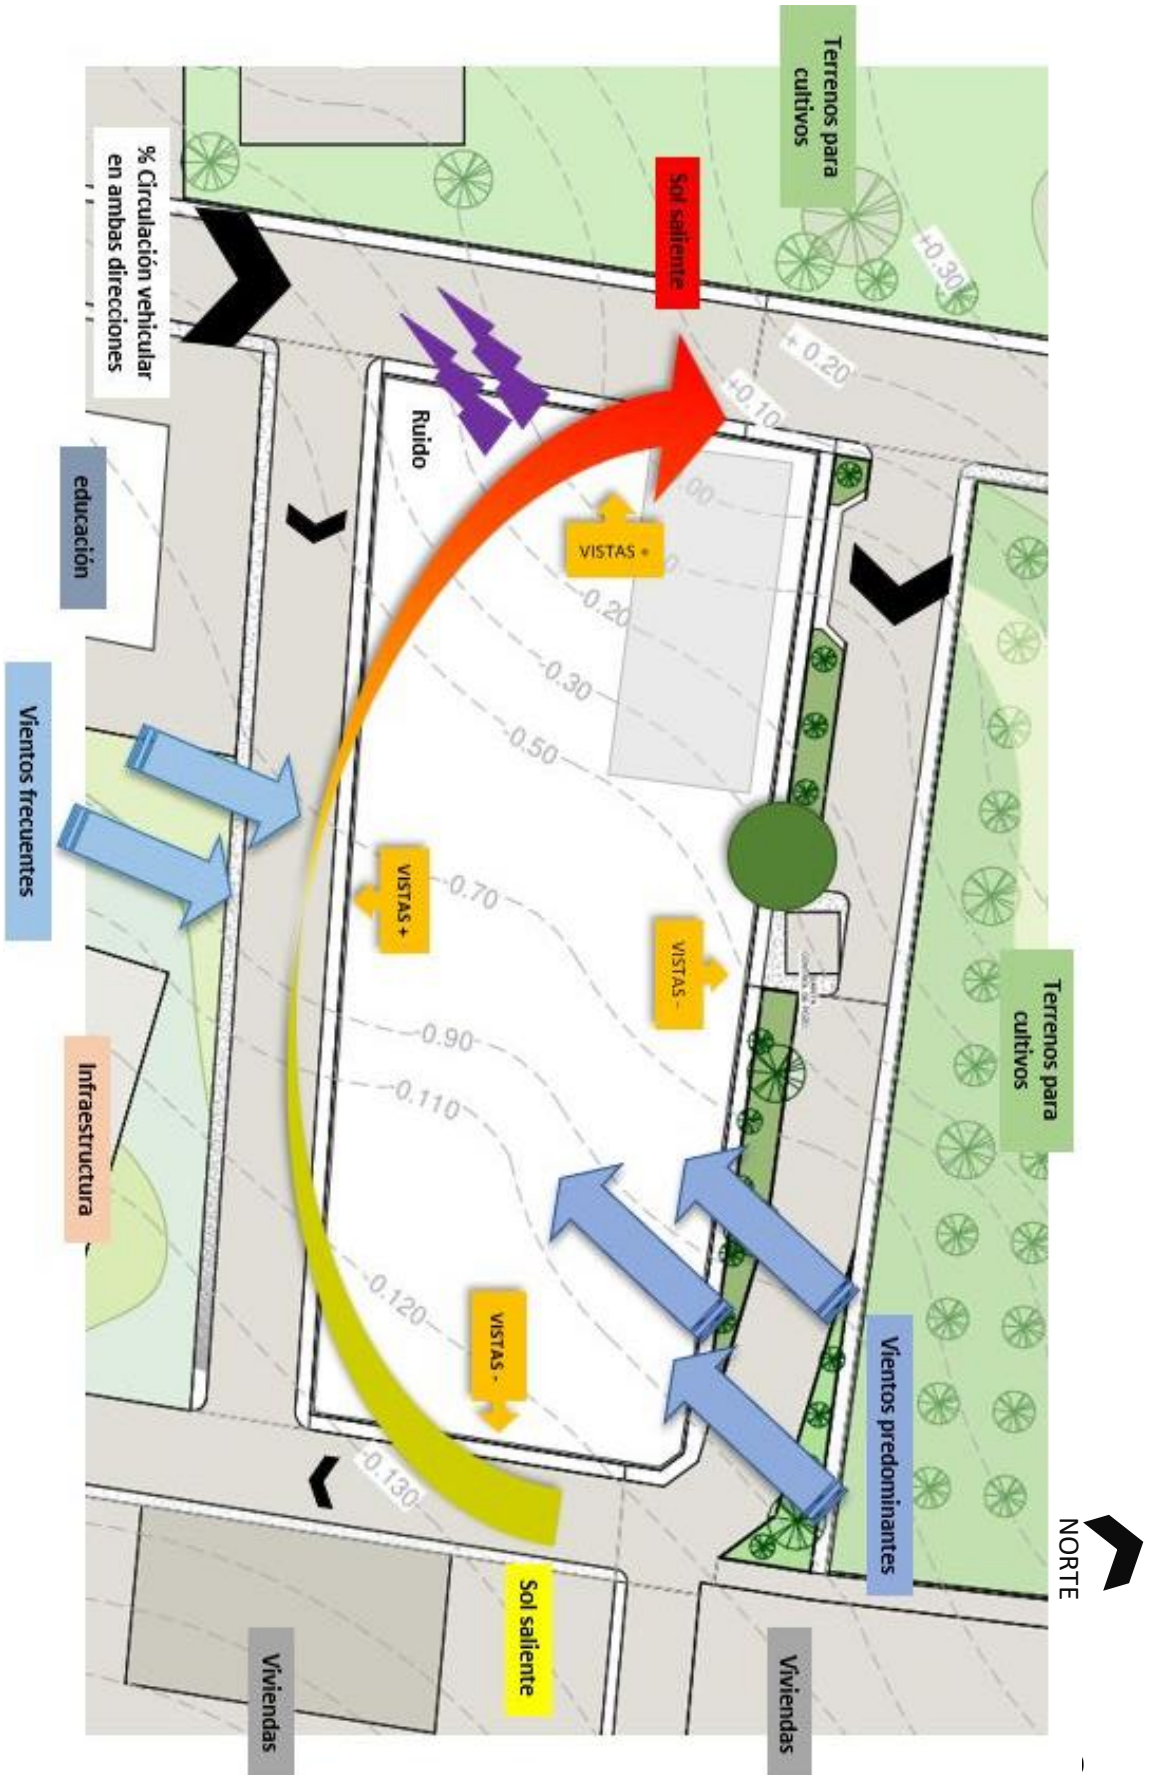 NORTE
Terrenos para
cultivos
Vientos predominantes
Terrenos para
cultivos
+0.30
+ 0.20
+0.10
Viviendas
Sol saliente
VISTAS -
VISTAS +
-0.20
-0.30
-0.50
-0.70
-0.90
-0.110
-0.120
-0.130
VISTAS -
Sol saliente
VISTAS +
Ruido
Viviendas
% Circulación vehicular
en ambas direcciones
educación
Infraestructura
Vientos frecuentes